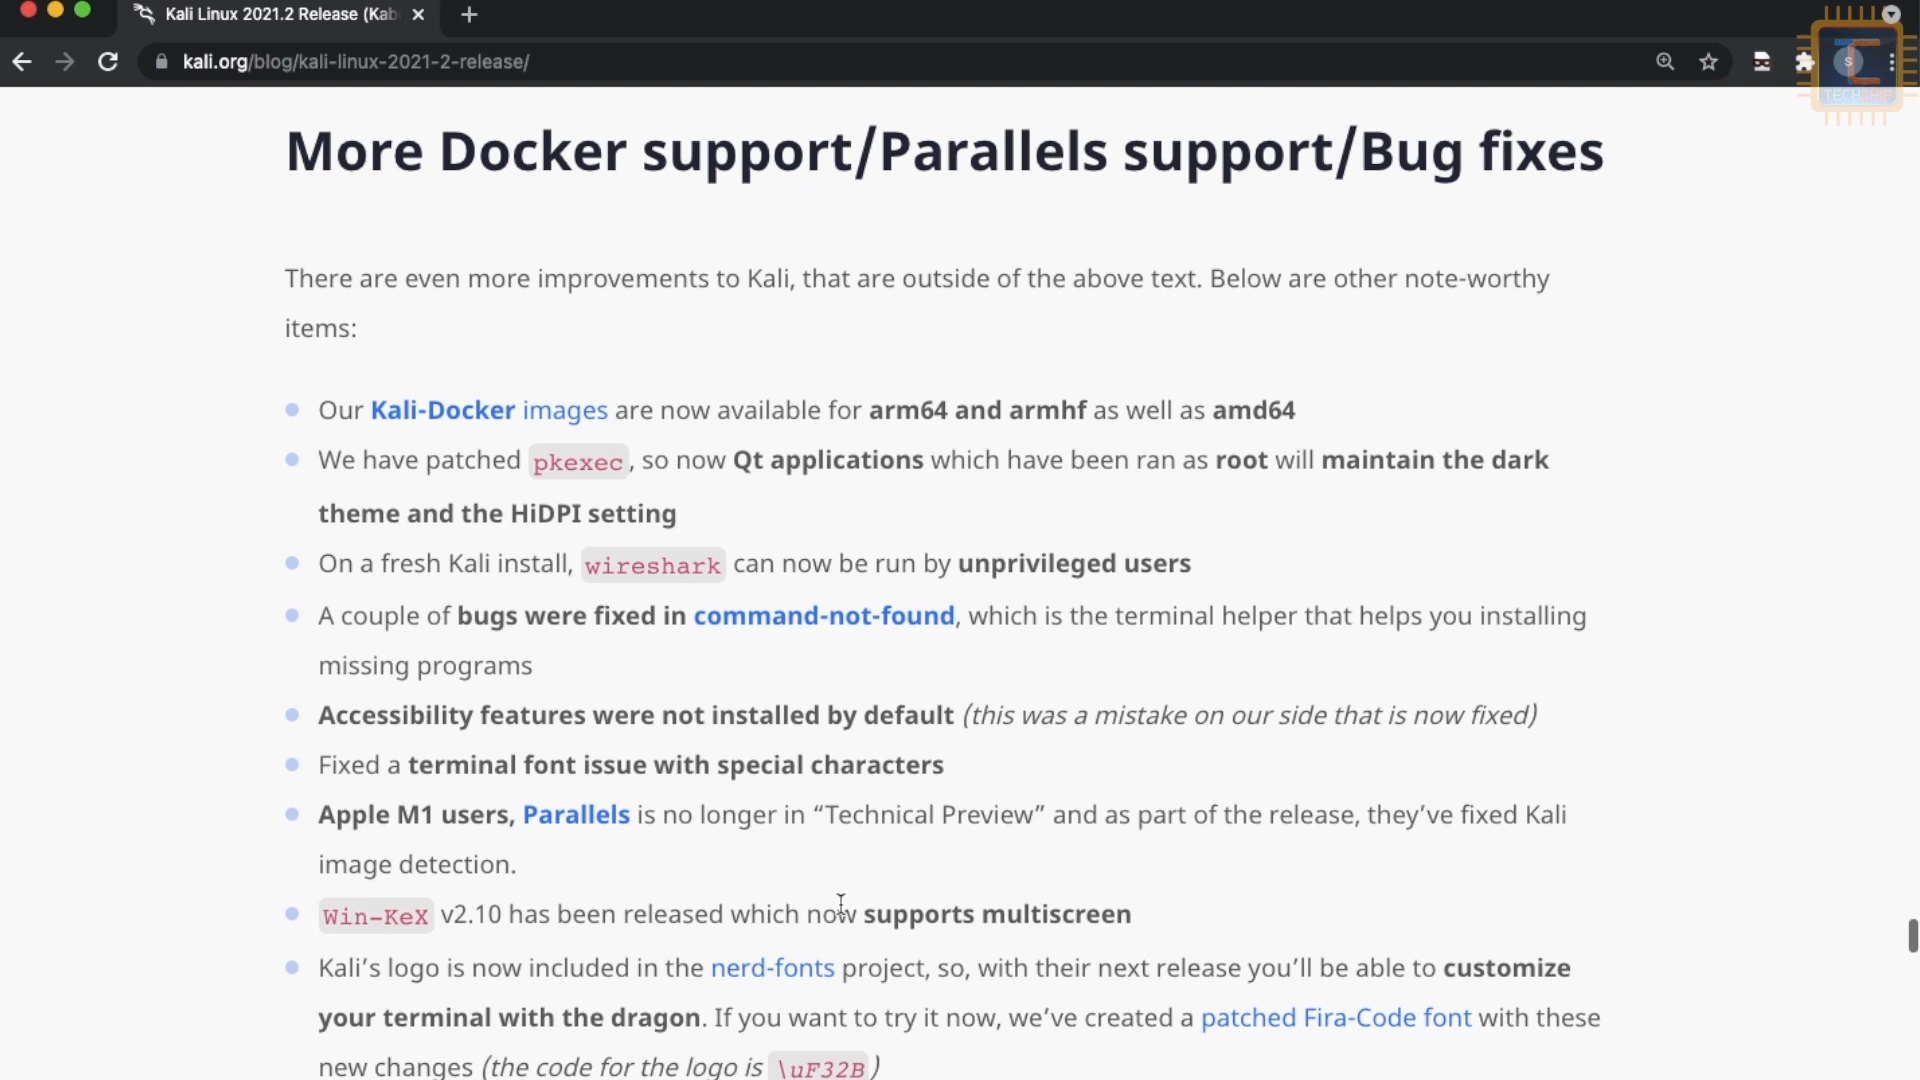 Kali Linux 2021.2 Release (Kab
kali.org/blog/kali-linux-2021-2-release/
S
TECHCHIP
More Docker support/Parallels support/Bug fixes
There are even more improvements to Kali, that are outside of the above text. Below are other note-worthy
items:
Our Kali-Docker images are now available for arm64 and armhf as well as amd64
We have patched pkexec, so now Qt applications which have been ran as root will maintain the dark
theme and the HiDPI setting
On a fresh Kali install, wireshark can now be run by unprivileged users
A couple of bugs were fixed in command-not-found, which is the terminal helper that helps you installing
missing programs
Accessibility features were not installed by default (this was a mistake on our side that is now fixed)
Fixed a terminal font issue with special characters
Apple M1 users, Parallels is no longer in “Technical Preview” and as part of the release, they’ve fixed Kali
image detection.
Win-KeX v2.10 has been released which now supports multiscreen
Kali’s logo is now included in the nerd-fonts project, so, with their next release you’ll be able to customize
your terminal with the dragon. If you want to try it now, we’ve created a patched Fira-Code font with these
new changes (the code for the logo is \uF32B)